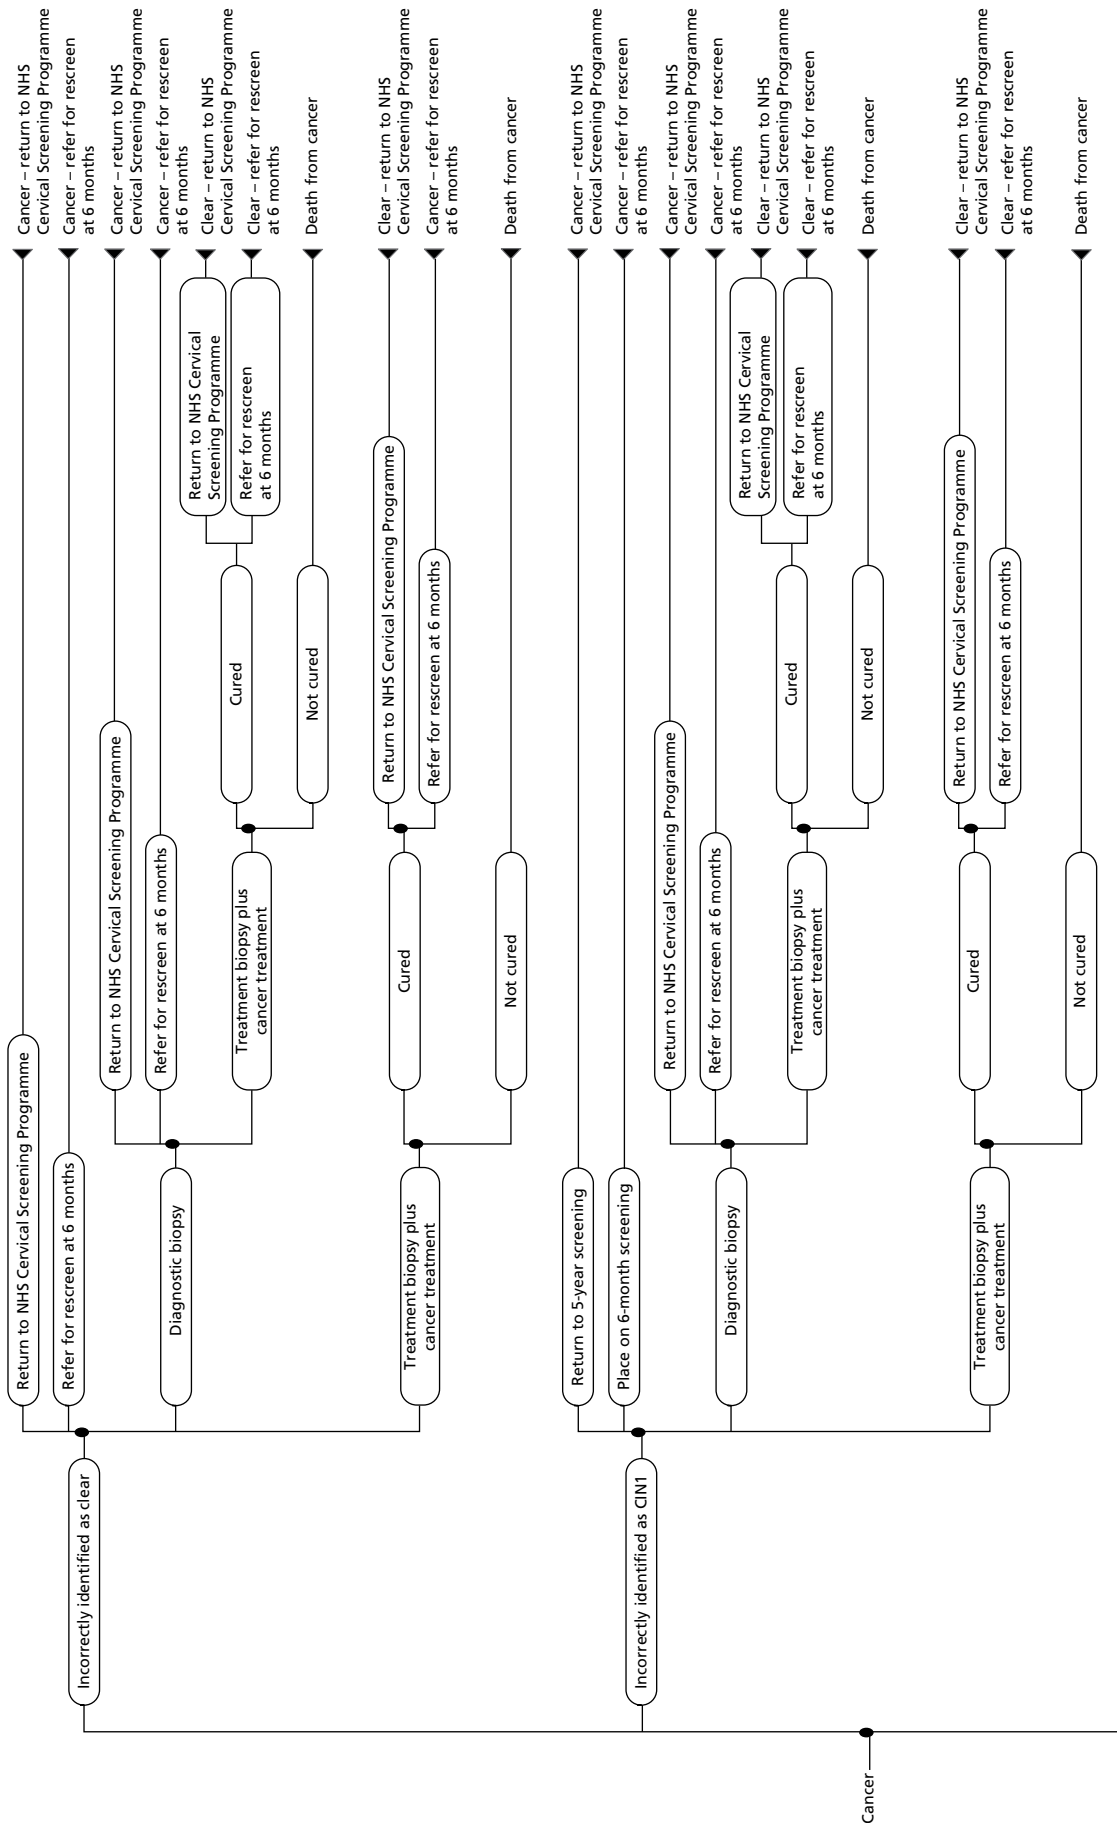 Cancer
Incorrectly identified as clear
Return to NHS Cervical Screening Programme
Cancer – return to NHS
Cervical Screening Programme
Refer for rescreen at 6 months
Cancer – refer for rescreen
at 6 months
Diagnostic biopsy
Return to NHS Cervical Screening Programme
Cancer – return to NHS
Cervical Screening Programme
Refer for rescreen at 6 months
Cancer – refer for rescreen
at 6 months
Treatment biopsy plus
cancer treatment
Cured
Return to NHS Cervical
Screening Programme
Clear – return to NHS
Cervical Screening Programme
Refer for rescreen
at 6 months
Clear – refer for rescreen
at 6 months
Not cured
Death from cancer
Treatment biopsy plus
cancer treatment
Cured
Return to NHS Cervical Screening Programme
Clear – return to NHS
Cervical Screening Programme
Refer for rescreen at 6 months
Cancer – refer for rescreen
at 6 months
Not cured
Death from cancer
Incorrectly identified as CIN1
Return to 5-year screening
Cancer – return to NHS
Cervical Screening Programme
Place on 6-month screening
Cancer – refer for rescreen
at 6 months
Diagnostic biopsy
Return to NHS Cervical Screening Programme
Cancer – return to NHS
Cervical Screening Programme
Refer for rescreen at 6 months
Cancer – refer for rescreen
at 6 months
Treatment biopsy plus
cancer treatment
Cured
Return to NHS Cervical
Screening Programme
Clear – return to NHS
Cervical Screening Programme
Refer for rescreen
at 6 months
Clear – refer for rescreen
at 6 months
Not cured
Death from cancer
Treatment biopsy plus
cancer treatment
Cured
Return to NHS Cervical Screening Programme
Clear – return to NHS
Cervical Screening Programme
Refer for rescreen at 6 months
Clear – refer for rescreen
at 6 months
Not cured
Death from cancer